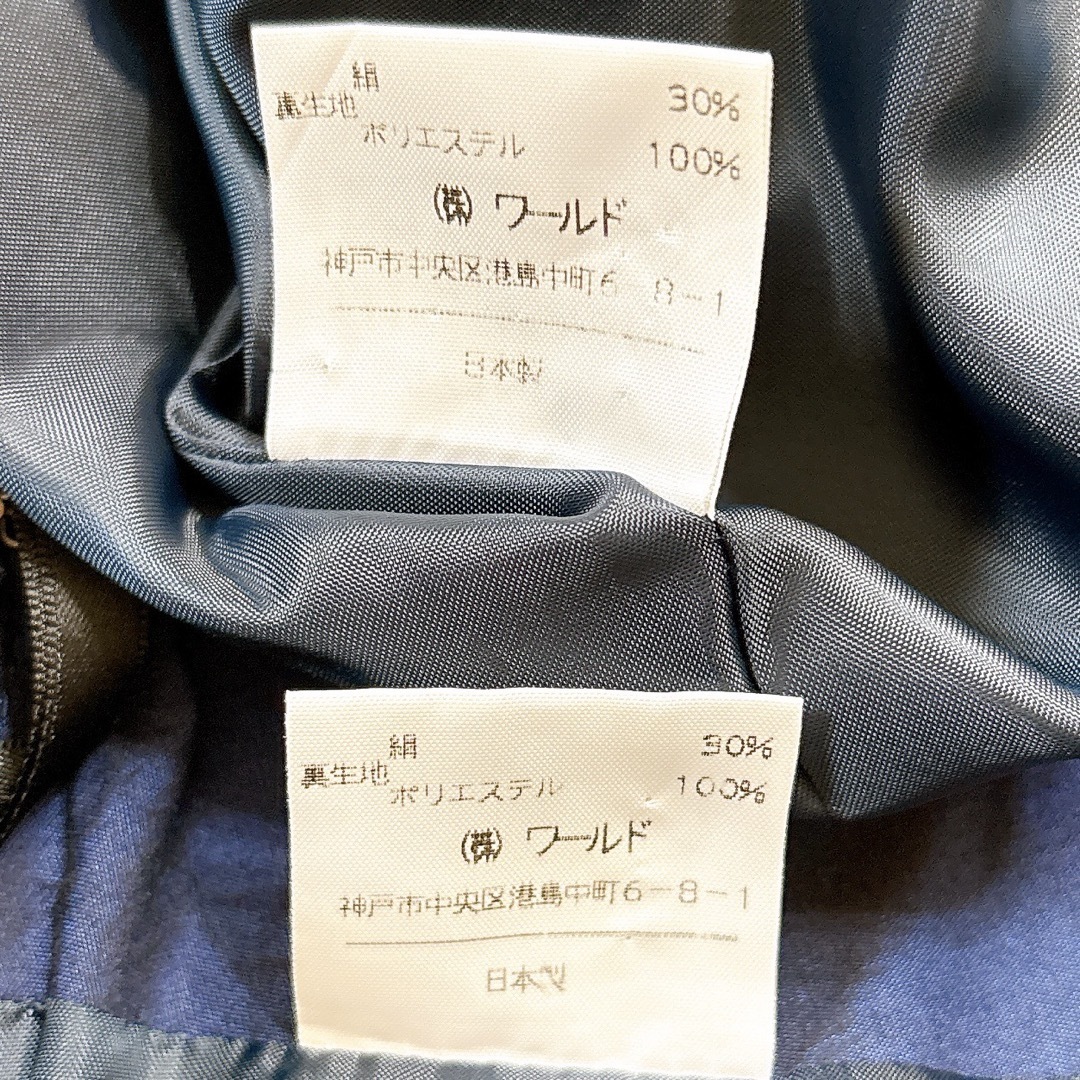 絹 30%
裏生地
ポリエステル 100%
㈱ ワールド
神戸市中央区港島中町6 8-1
日本製
絹 30%
裏生地
ポリエステル 100%
㈱ ワールド
神戸市中央区港島中町6-8-1
日本製